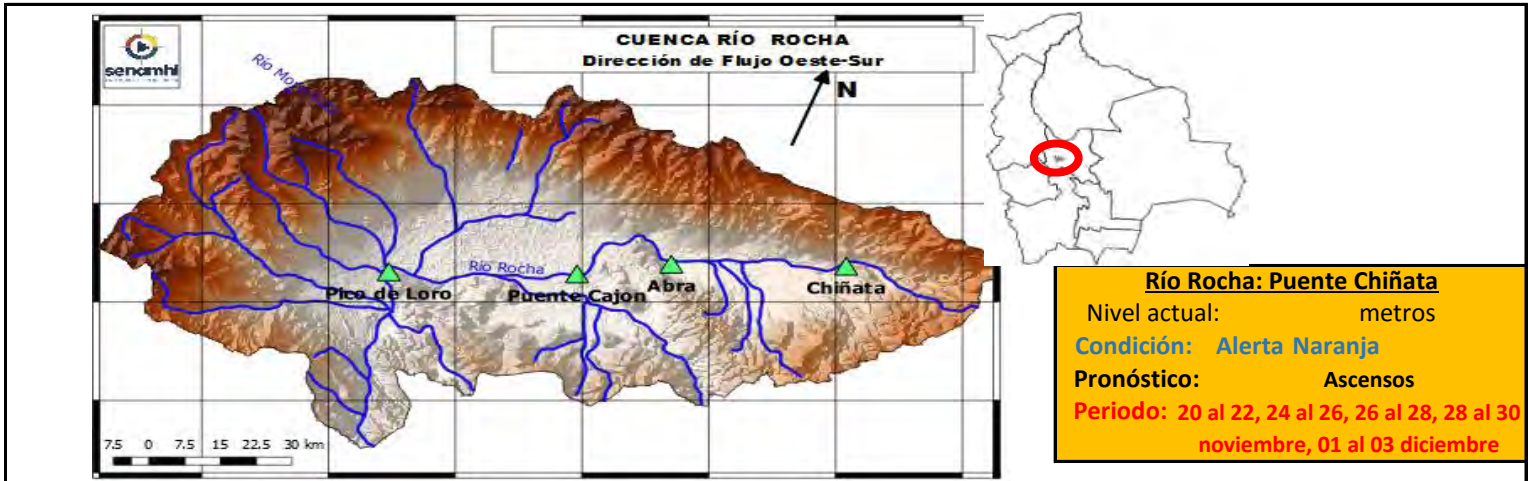 senamhi
CUENCA RÍO ROCHA
Dirección de Flujo Oeste-Sur
N
Río Rocha
Pico de Loro
Puente Cajon
Abra
Chiñata
7.5 0 7.5 15 22.5 30 km
Río Rocha: Puente Chiñata
Nivel actual: metros
Condición: Alerta Naranja
Pronóstico: Ascensos
Periodo: 20 al 22, 24 al 26, 26 al 28, 28 al 30
noviembre, 01 al 03 diciembre